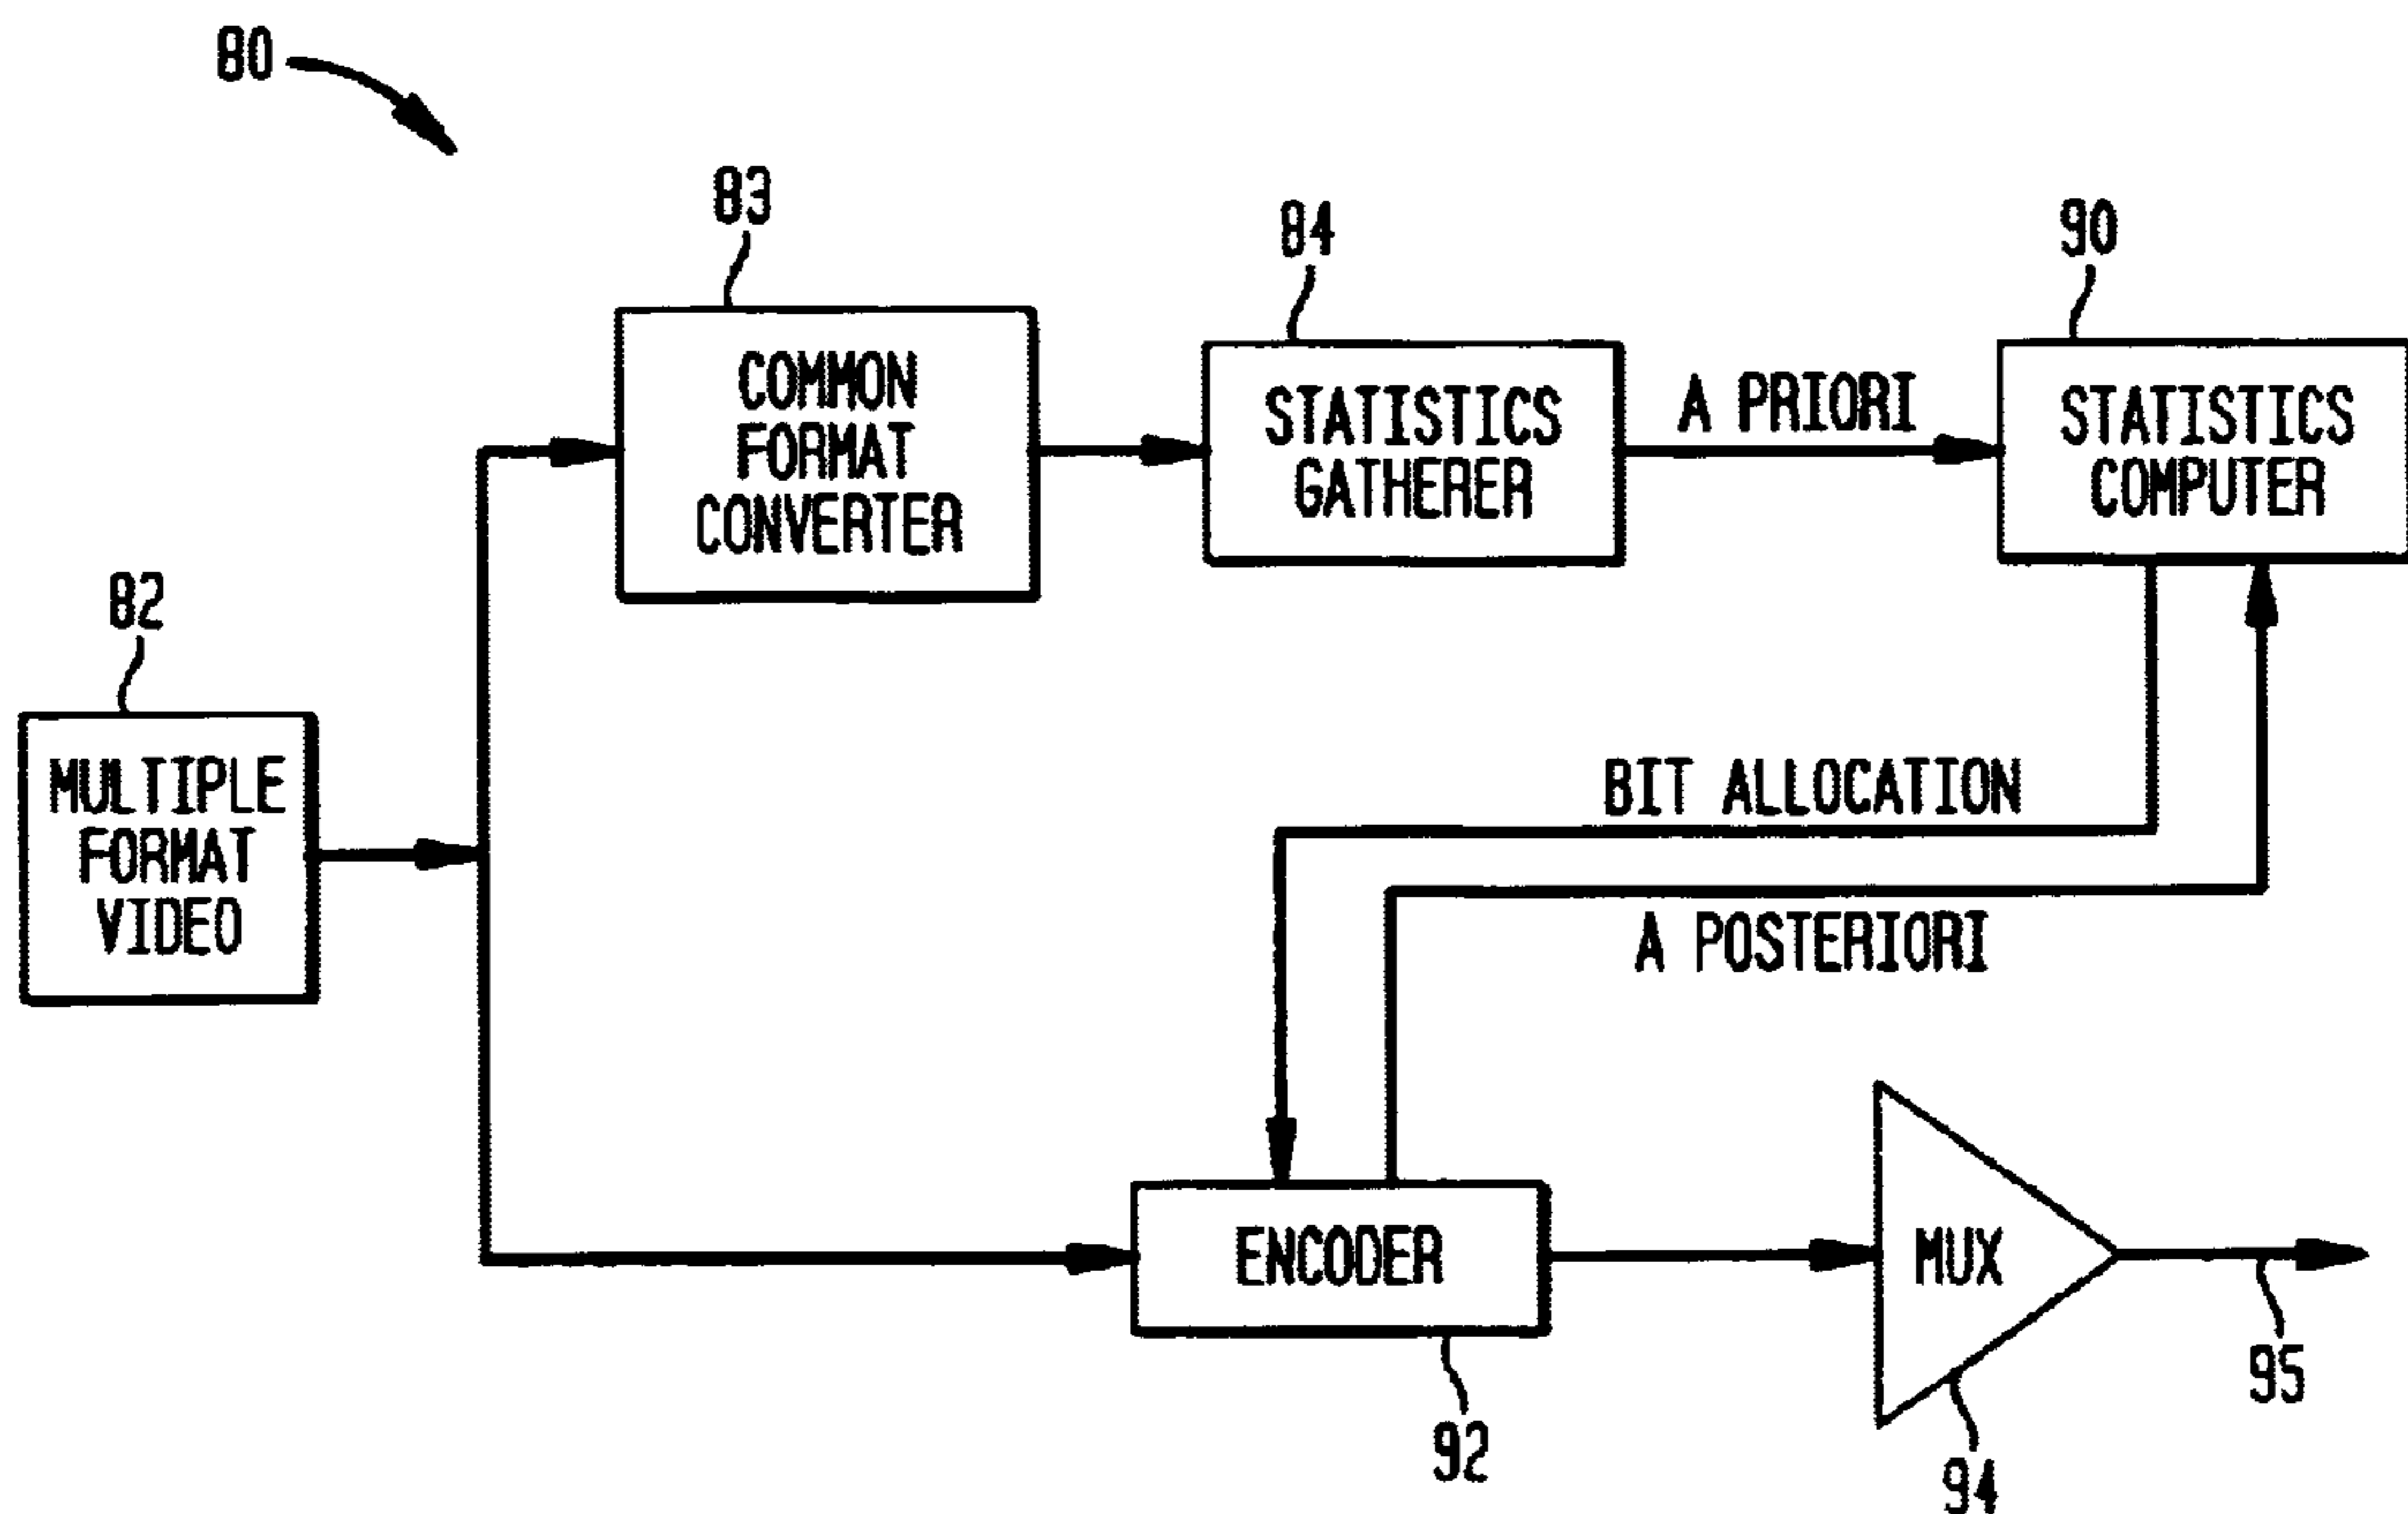 80
83
COMMON
FORMAT
CONVERTER
84
STATISTICS
GATHERER
A PRIORI
90
STATISTICS
COMPUTER
82
MULTIPLE
FORMAT
VIDEO
BIT ALLOCATION
A POSTERIORI
ENCODER
92
MUX
94
95